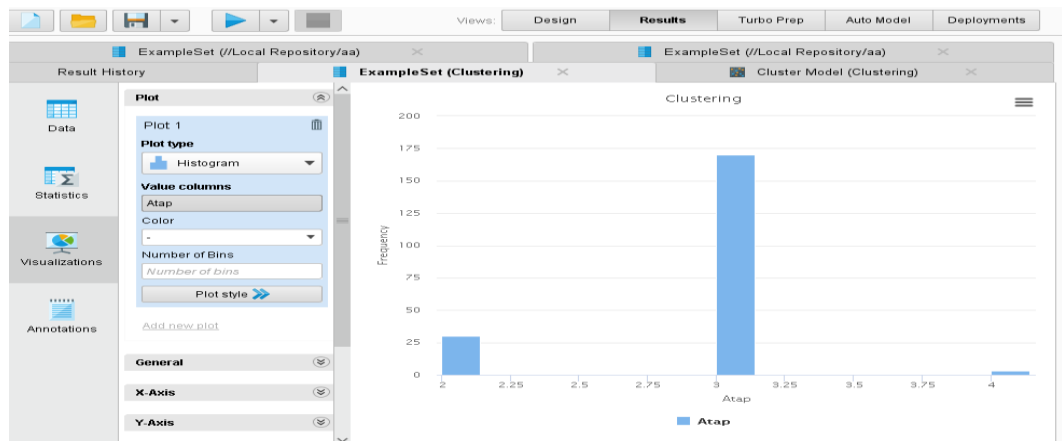 Views: Design Results Turbo Prep Auto Model Deployments
ExampleSet (//Local Repository/aa) ExampleSet (//Local Repository/aa)
Result History ExampleSet (Clustering) Cluster Model (Clustering)
Data
Statistics
Visualizations
Annotations
Plot
Plot 1
Plot type
Histogram
Value columns
Atap
Color
-
Number of Bins
Number of bins
Plot style
Add new plot
General
X-Axis
Y-Axis
Clustering
200
175
150
125
100
75
50
25
0
Frequency
2 2.25 2.5 2.75 3 3.25 3.5 3.75 4
Atap
Atap